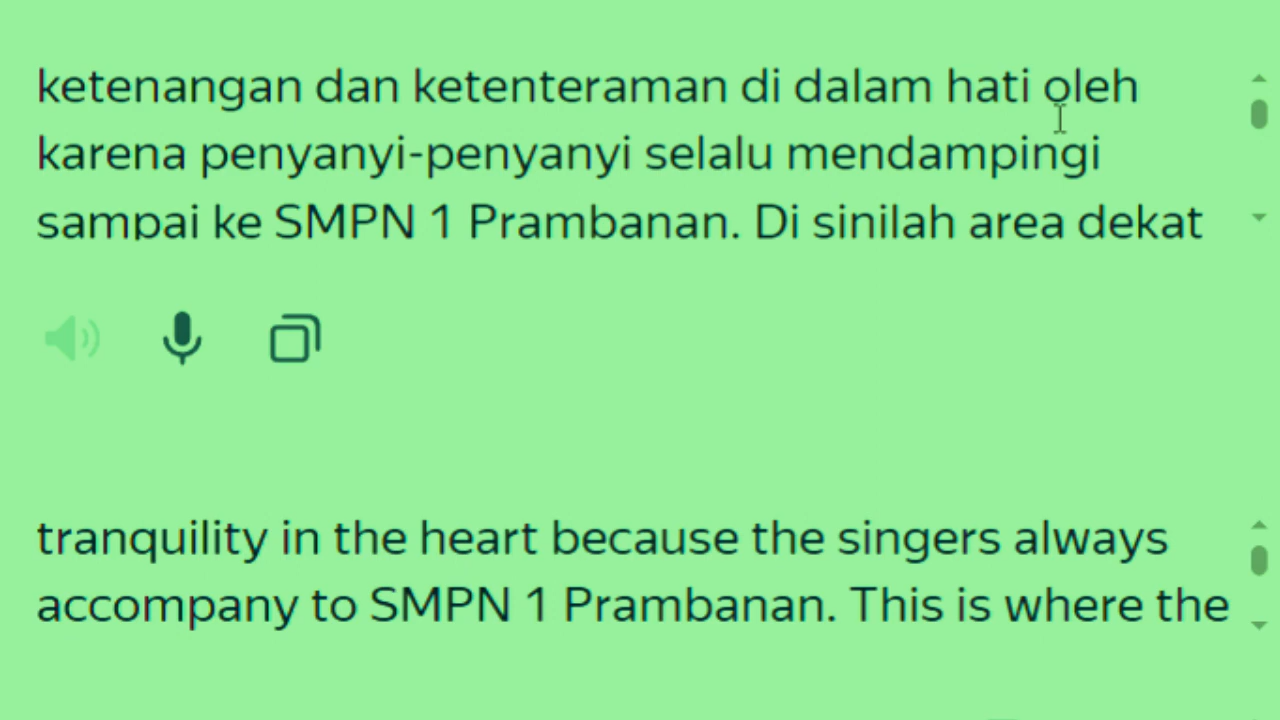 ketenangan dan ketenteraman di dalam hati oleh
karena penyanyi-penyanyi selalu mendampingi
sampai ke SMPN 1 Prambanan. Di sinilah area dekat
tranquility in the heart because the singers always
accompany to SMPN 1 Prambanan. This is where the